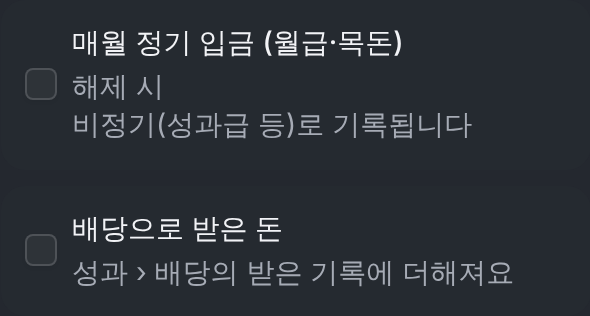 매월 정기 입금 (월급·목돈)
해제 시
비정기(성과급 등)로 기록됩니다
배당으로 받은 돈
성과 › 배당의 받은 기록에 더해져요